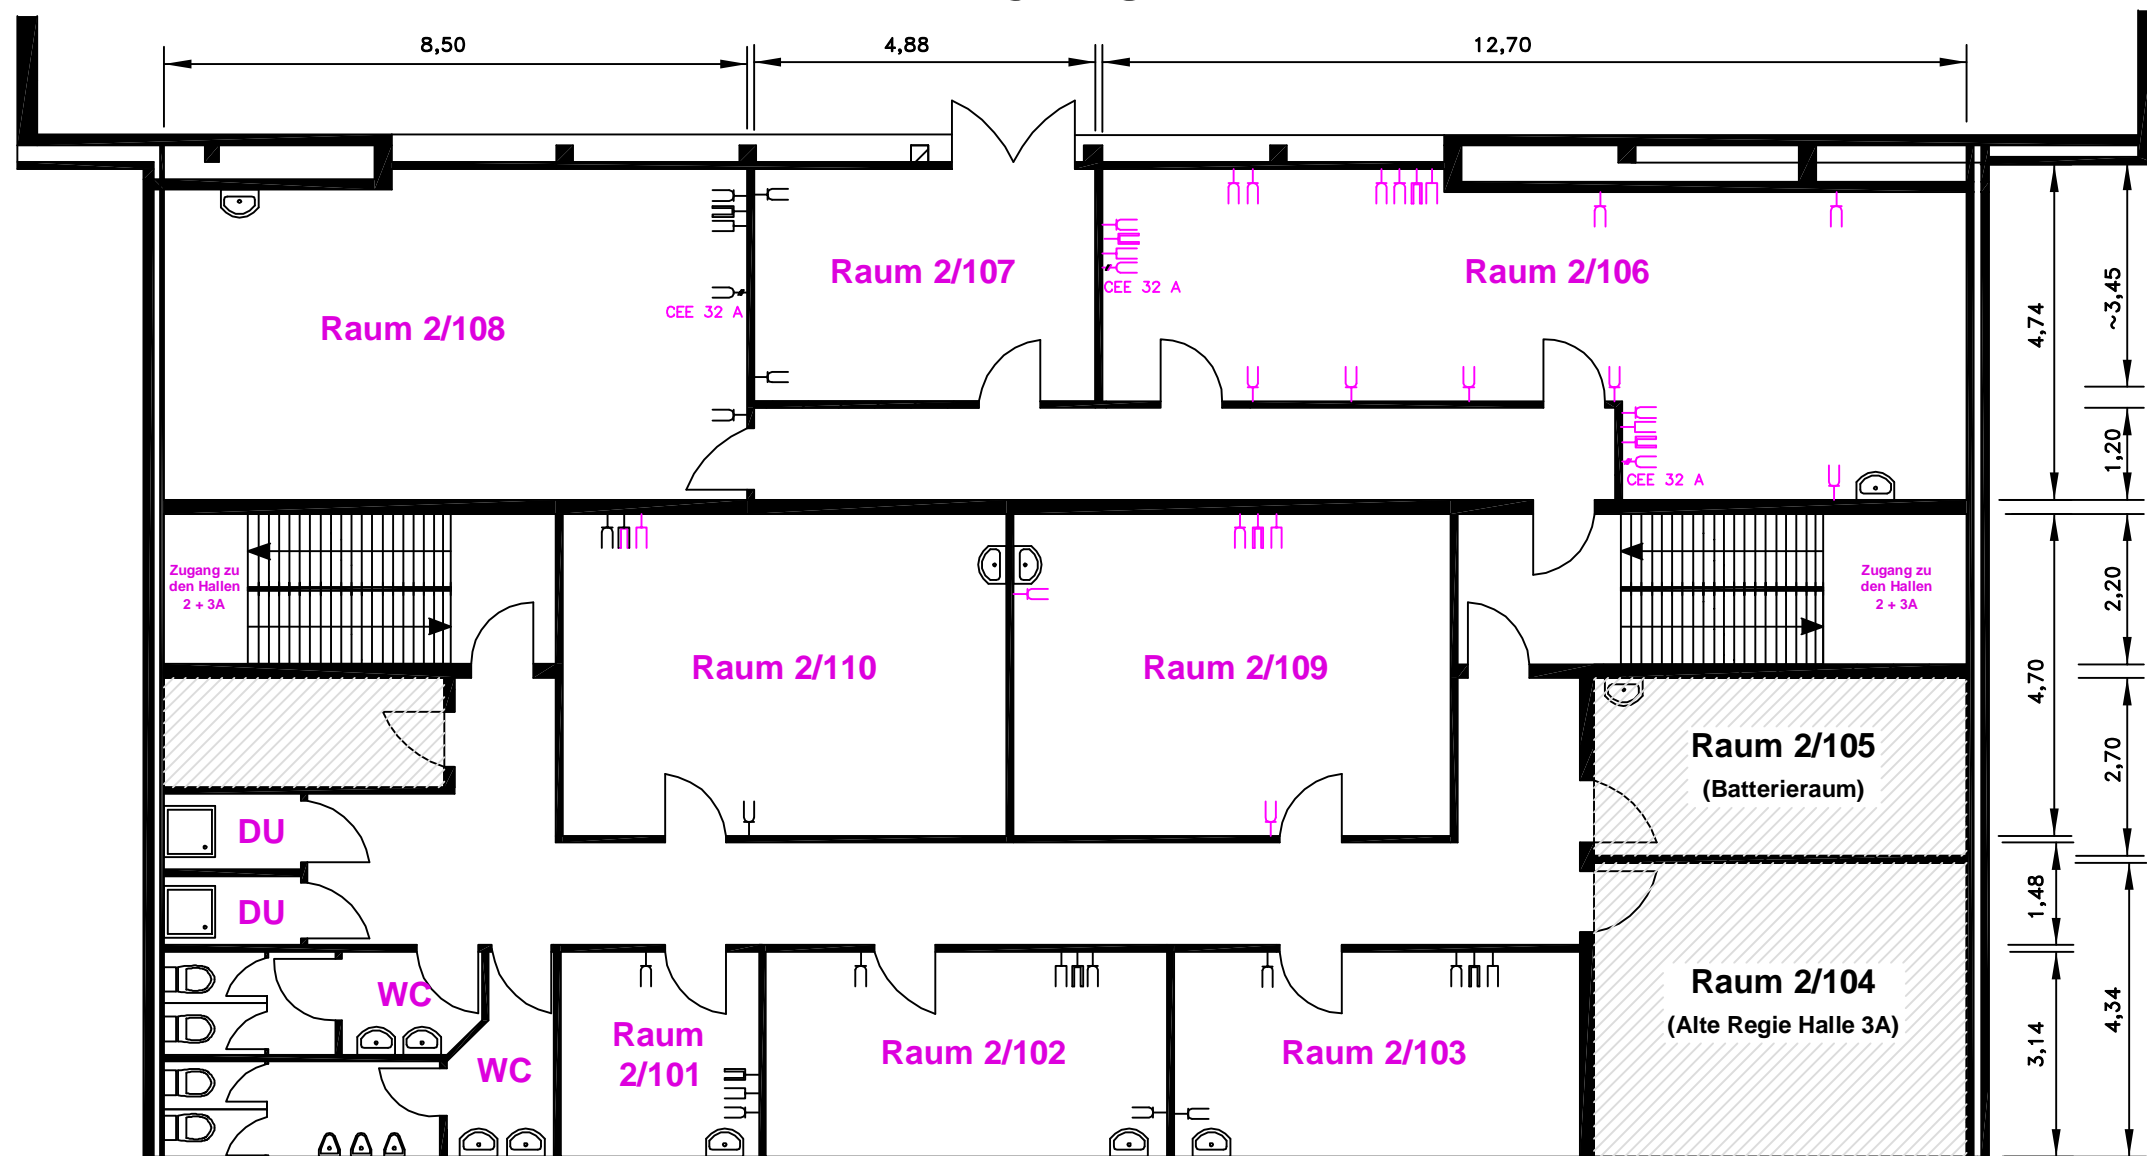 8,50
4,88
12,70
Raum 2/108
Raum 2/107
Raum 2/106
CEE 32 A
CEE 32 A
CEE 32 A
4,74
~3,45
1,20
Zugang zu
den Hallen
2 + 3A
Zugang zu
den Hallen
2 + 3A
Raum 2/110
Raum 2/109
2,20
4,70
2,70
Raum 2/105
(Batterieraum)
DU
DU
1,48
WC
WC
Raum
2/101
Raum 2/102
Raum 2/103
Raum 2/104
(Alte Regie Halle 3A)
3,14
4,34